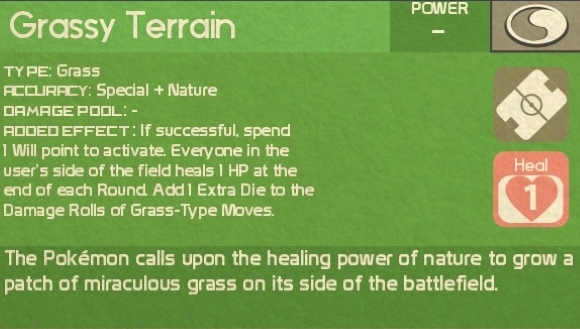 Grassy Terrain
POWER
–
TYPE: Grass
ACCURACY: Special + Nature
DAMAGE POOL: -
ADDED EFFECT: If successful, spend
1 Will point to activate. Everyone in the
user's side of the field heals 1 HP at the
end of each Round. Add 1 Extra Die to the
Damage Rolls of Grass-Type Moves.
Heal
1
The Pokémon calls upon the healing power of nature to grow a
patch of miraculous grass on its side of the battlefield.